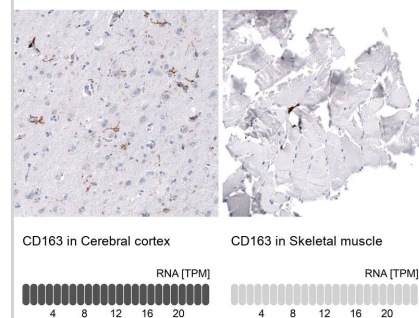 CD163 in Cerebral cortex
CD163 in Skeletal muscle
RNA [TPM]
RNA [TPM]
4 8 12 16 20
4 8 12 16 20